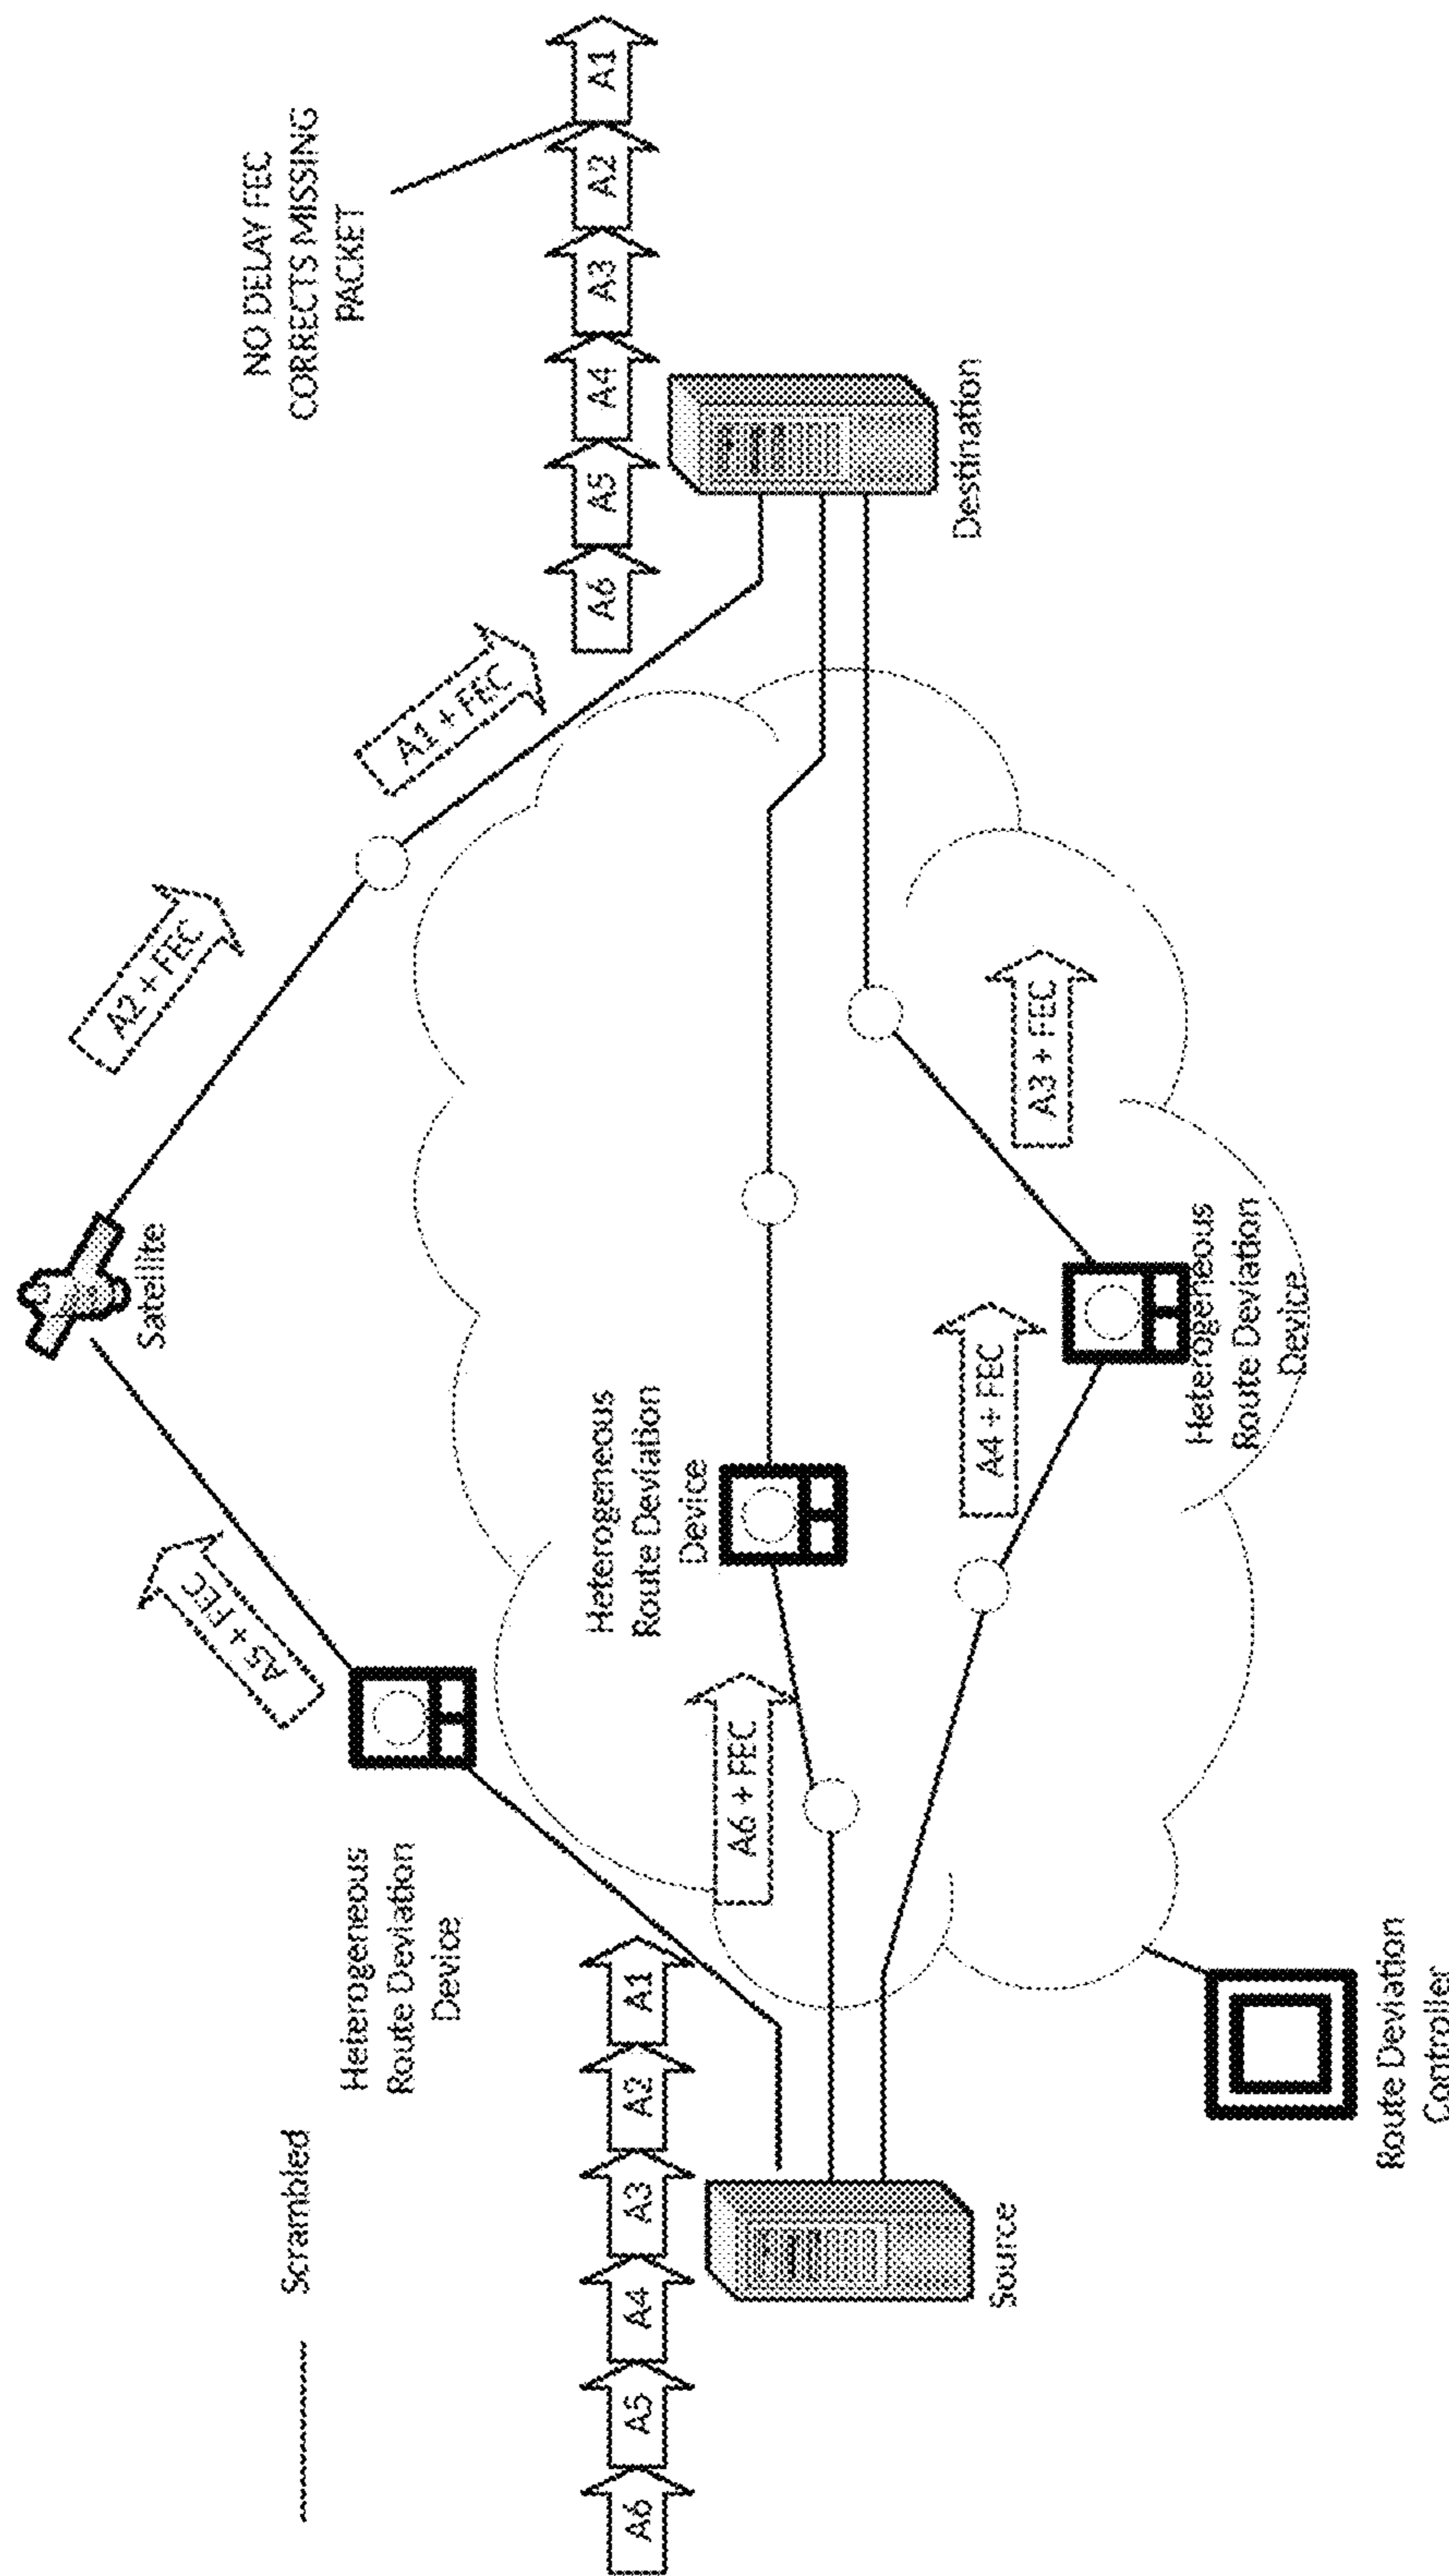 Scrambled
Heterogeneous
Route Deviation
Device
Satellite
NO DELAY FEC
CORRECTS MISSING
PACKET
A5 + FEC
A2 + FEC
A1 + FEC
A6
A5
A4
A3
A2
A1
A6
A5
A4
A3
A2
A1
Heterogeneous
Route Deviation
Device
A6 + FEC
Source
Destination
A4 + FEC
A3 + FEC
Heterogeneous
Route Deviation
Device
Route Deviation
Controller